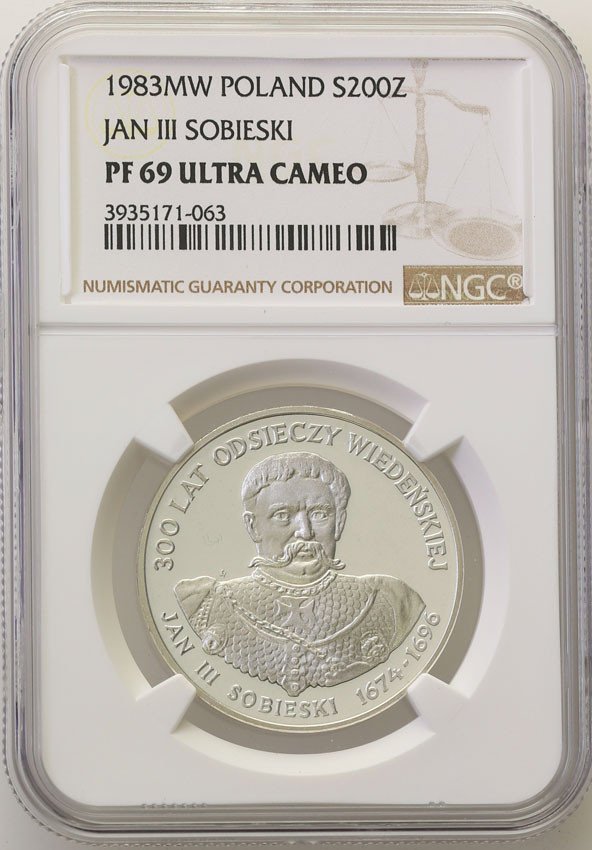 1983MW POLAND S200Z
JAN III SOBIESKI
PF 69 ULTRA CAMEO
3935171-063
NUMISMATIC GUARANTY CORPORATION
NGC®
300 LAT ODSIECZY WIEDEŃSKIEJ
JAN III SOBIESKI 1674-1696